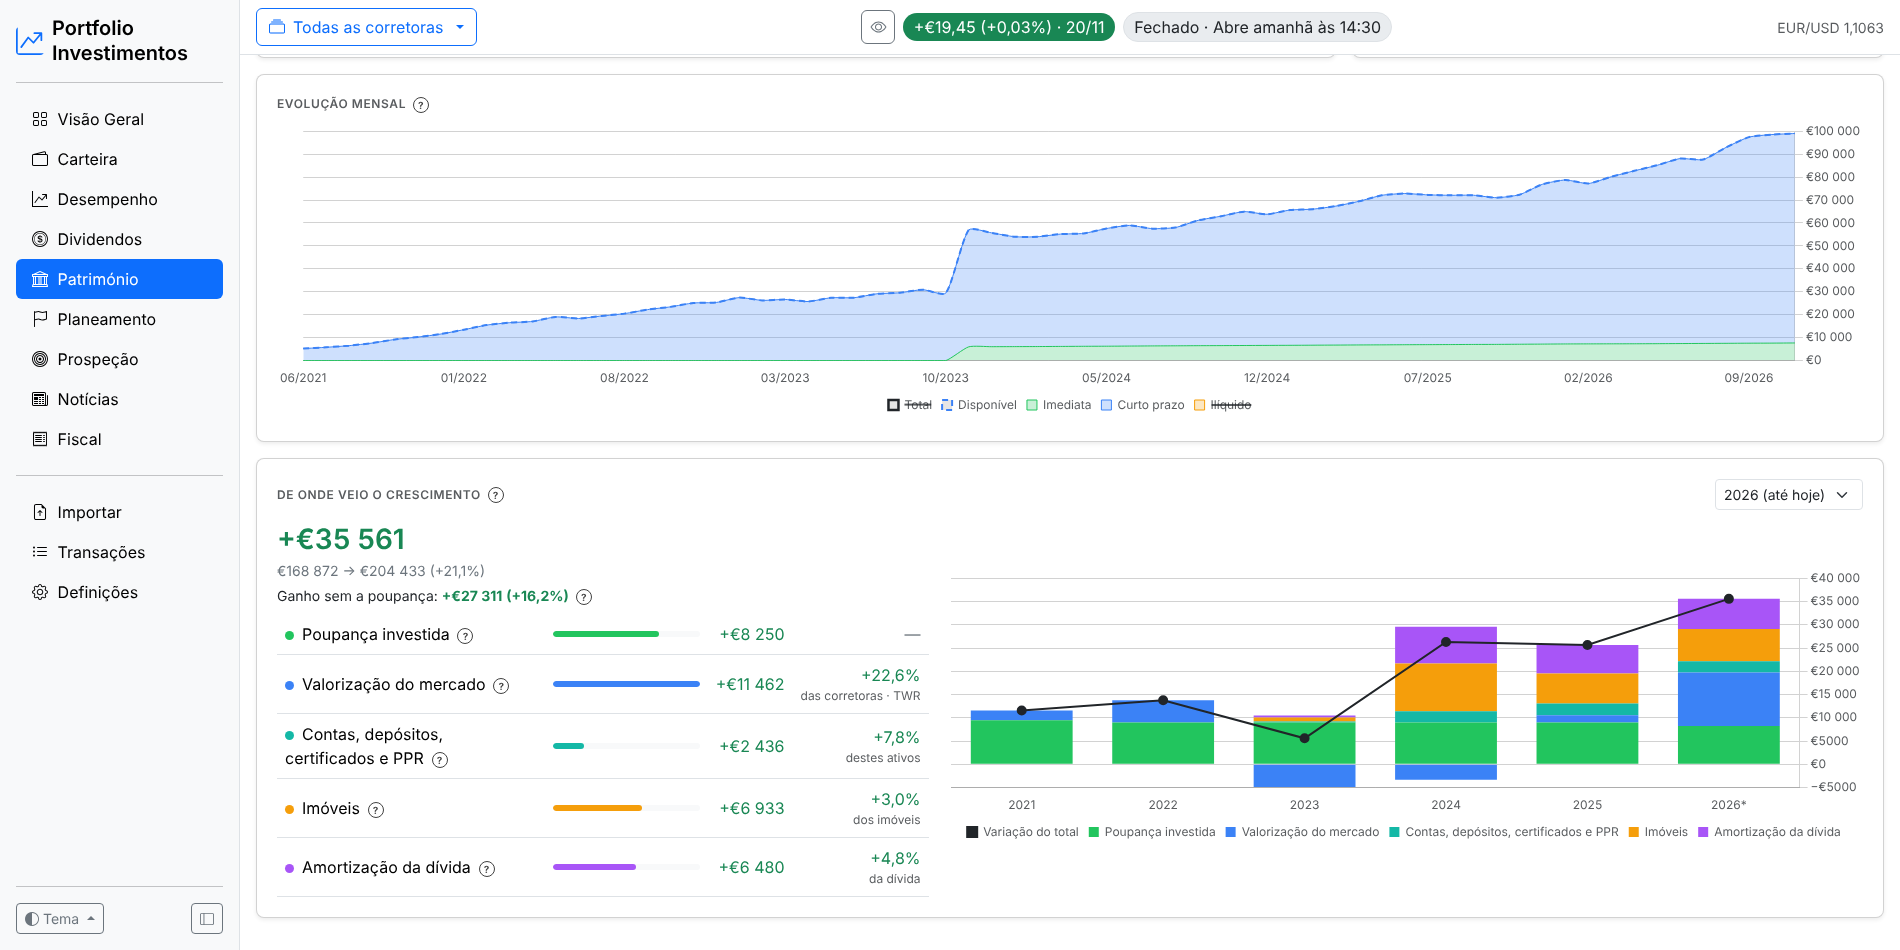 Portfolio
Investimentos
Visão Geral
Carteira
Desempenho
Dividendos
Património
Planeamento
Prospeção
Notícias
Fiscal
Importar
Transações
Definições
Tema
Todas as corretoras
+€19,45 (+0,03%) · 20/11
Fechado · Abre amanhã às 14:30
EUR/USD 1,1063
EVOLUÇÃO MENSAL ?
€100 000
€90 000
€80 000
€70 000
€60 000
€50 000
€40 000
€30 000
€20 000
€10 000
€0
06/2021 01/2022 08/2022 03/2023 10/2023 05/2024 12/2024 07/2025 02/2026 09/2026
Total Disponível Imediata Curto prazo Ilíquido
DE ONDE VEIO O CRESCIMENTO ?
2026 (até hoje)
+€35 561
€168 872 → €204 433 (+21,1%)
Ganho sem a poupança: +€27 311 (+16,2%) ?
Poupança investida ? +€8 250 —
Valorização do mercado ? +€11 462 +22,6%
das corretoras · TWR
Contas, depósitos,
certificados e PPR ? +€2 436 +7,8%
destes ativos
Imóveis ? +€6 933 +3,0%
dos imóveis
Amortização da dívida ? +€6 480 +4,8%
da dívida
€40 000
€35 000
€30 000
€25 000
€20 000
€15 000
€10 000
€5000
€0
−€5000
2021 2022 2023 2024 2025 2026*
Variação do total Poupança investida Valorização do mercado Contas, depósitos, certificados e PPR Imóveis Amortização da dívida